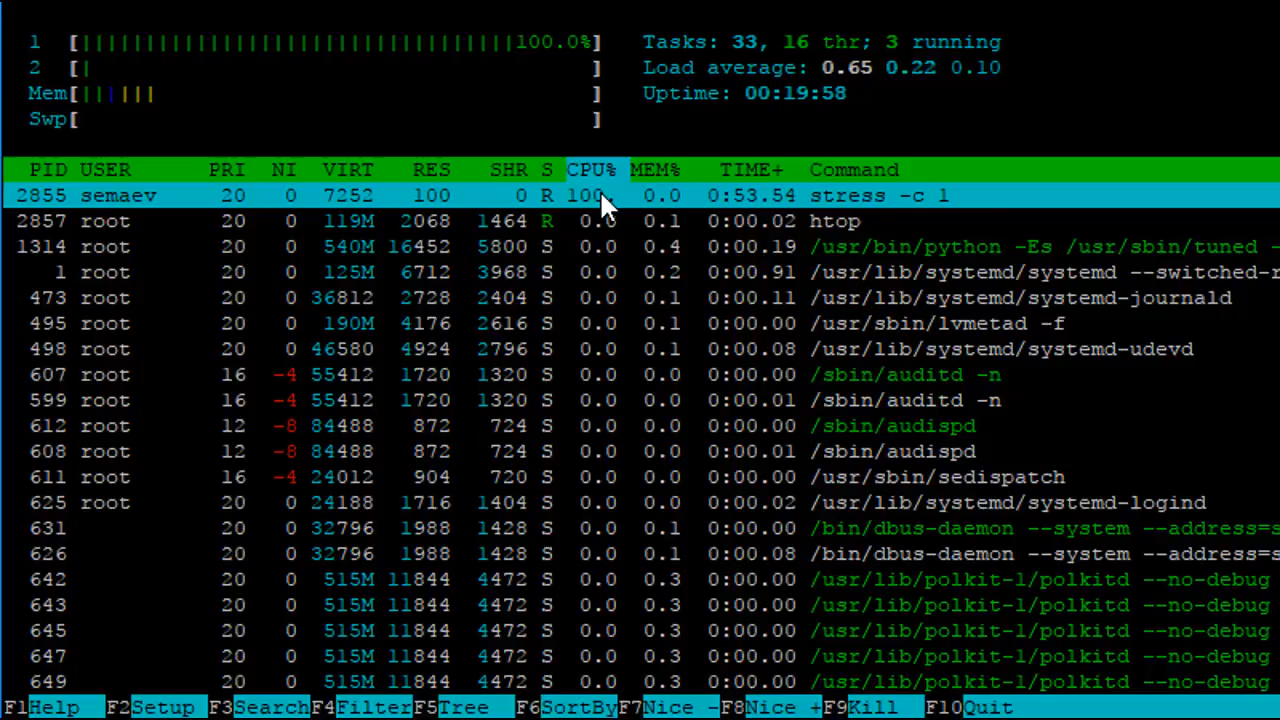 1 [||||||||||||||||||||||||||||||||||100.0%] Tasks: 33, 16 thr; 3 running
2 [| ] Load average: 0.65 0.22 0.10
Mem[|||||| ] Uptime: 00:19:58
Swp[ ]
PID USER PRI NI VIRT RES SHR S CPU% MEM% TIME+ Command
2855 semaev 20 0 7252 100 0 R 100. 0.0 0:53.54 stress -c 1
2857 root 20 0 119M 2068 1464 R 0.0 0.1 0:00.02 htop
1314 root 20 0 540M 16452 5800 S 0.0 0.4 0:00.19 /usr/bin/python -Es /usr/sbin/tuned -
1 root 20 0 125M 6712 3968 S 0.0 0.2 0:00.91 /usr/lib/systemd/systemd --switched-r
473 root 20 0 36812 2728 2404 S 0.0 0.1 0:00.11 /usr/lib/systemd/systemd-journald
495 root 20 0 190M 4176 2616 S 0.0 0.1 0:00.00 /usr/sbin/lvmetad -f
498 root 20 0 46580 4924 2796 S 0.0 0.1 0:00.08 /usr/lib/systemd/systemd-udevd
607 root 16 -4 55412 1720 1320 S 0.0 0.0 0:00.00 /sbin/auditd -n
599 root 16 -4 55412 1720 1320 S 0.0 0.0 0:00.01 /sbin/auditd -n
612 root 12 -8 84488 872 724 S 0.0 0.0 0:00.00 /sbin/audispd
608 root 12 -8 84488 872 724 S 0.0 0.0 0:00.01 /sbin/audispd
611 root 16 -4 24012 904 720 S 0.0 0.0 0:00.01 /usr/sbin/sedispatch
625 root 20 0 24188 1716 1404 S 0.0 0.0 0:00.02 /usr/lib/systemd/systemd-logind
631 20 0 32796 1988 1428 S 0.0 0.1 0:00.00 /bin/dbus-daemon --system --address=s
626 20 0 32796 1988 1428 S 0.0 0.1 0:00.08 /bin/dbus-daemon --system --address=s
642 20 0 515M 11844 4472 S 0.0 0.3 0:00.00 /usr/lib/polkit-1/polkitd --no-debug
643 20 0 515M 11844 4472 S 0.0 0.3 0:00.00 /usr/lib/polkit-1/polkitd --no-debug
645 20 0 515M 11844 4472 S 0.0 0.3 0:00.00 /usr/lib/polkit-1/polkitd --no-debug
647 20 0 515M 11844 4472 S 0.0 0.3 0:00.00 /usr/lib/polkit-1/polkitd --no-debug
649 20 0 515M 11844 4472 S 0.0 0.3 0:00.00 /usr/lib/polkit-1/polkitd --no-debug
F1Help F2Setup F3SearchF4FilterF5Tree F6SortByF7Nice -F8Nice +F9Kill F10Quit